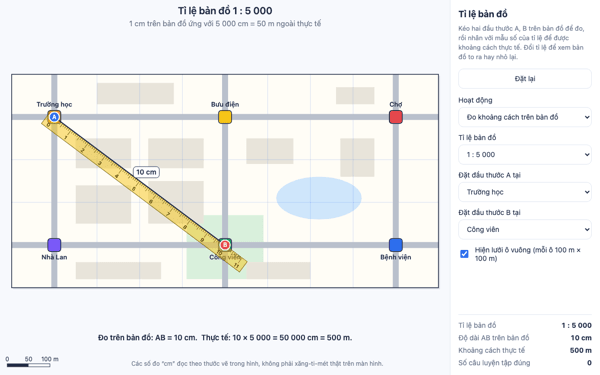 Tỉ lệ bản đồ 1 : 5 000
1 cm trên bản đồ ứng với 5 000 cm = 50 m ngoài thực tế
Trường học
Bưu điện
Chợ
A
10 cm
B
Nhà Lan
Công viên
Bệnh viện
Đo trên bản đồ: AB = 10 cm. Thực tế: 10 × 5 000 = 50 000 cm = 500 m.
0 50 100 m
Các số đo "cm" đọc theo thước vẽ trong hình, không phải xăng-ti-mét thật trên màn hình.
Tỉ lệ bản đồ
Kéo hai đầu thước A, B trên bản đồ để đo,
rồi nhân với mẫu số của tỉ lệ để được
khoảng cách thực tế. Đổi tỉ lệ để xem bản
đồ to ra hay nhỏ lại.
Đặt lại
Hoạt động
Đo khoảng cách trên bản đồ
Tỉ lệ bản đồ
1 : 5 000
Đặt đầu thước A tại
Trường học
Đặt đầu thước B tại
Công viên
Hiện lưới ô vuông (mỗi ô 100 m ×
100 m)
Tỉ lệ bản đồ 1 : 5 000
Độ dài AB trên bản đồ 10 cm
Khoảng cách thực tế 500 m
Số câu luyện tập đúng 0